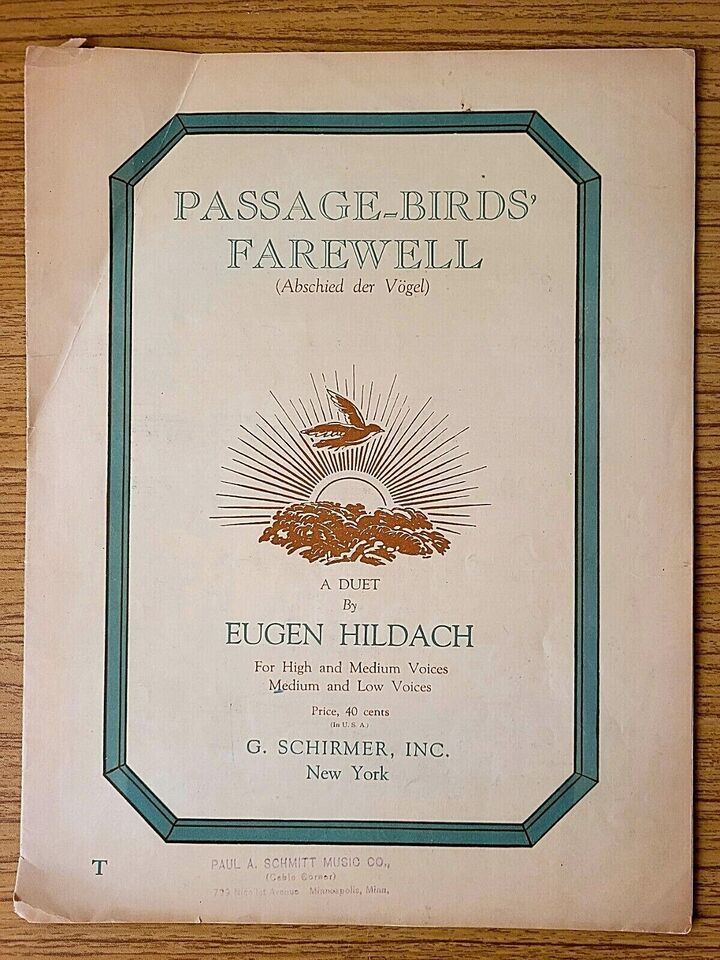 PASSAGE-BIRDS'
FAREWELL
(Abschied der Vögel)
A DUET
By
EUGEN HILDACH
For High and Medium Voices
Medium and Low Voices
Price, 40 cents
(In U. S. A.)
G. SCHIRMER, INC.
New York
T
PAUL A. SCHMITT MUSIC CO.,
(Cable Corner)
Nicollet Avenue Minneapolis, Minn.